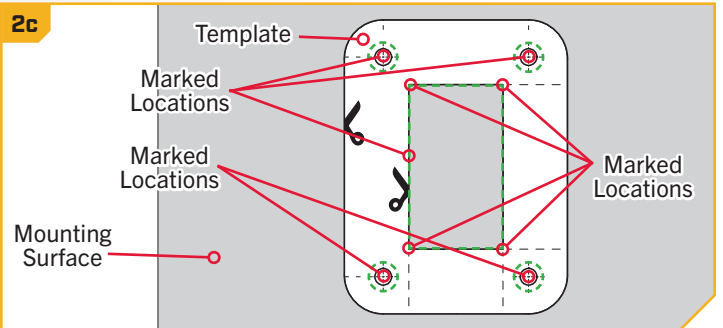 2c
Template
Marked
Locations
Marked
Locations
Marked
Locations
Mounting
Surface